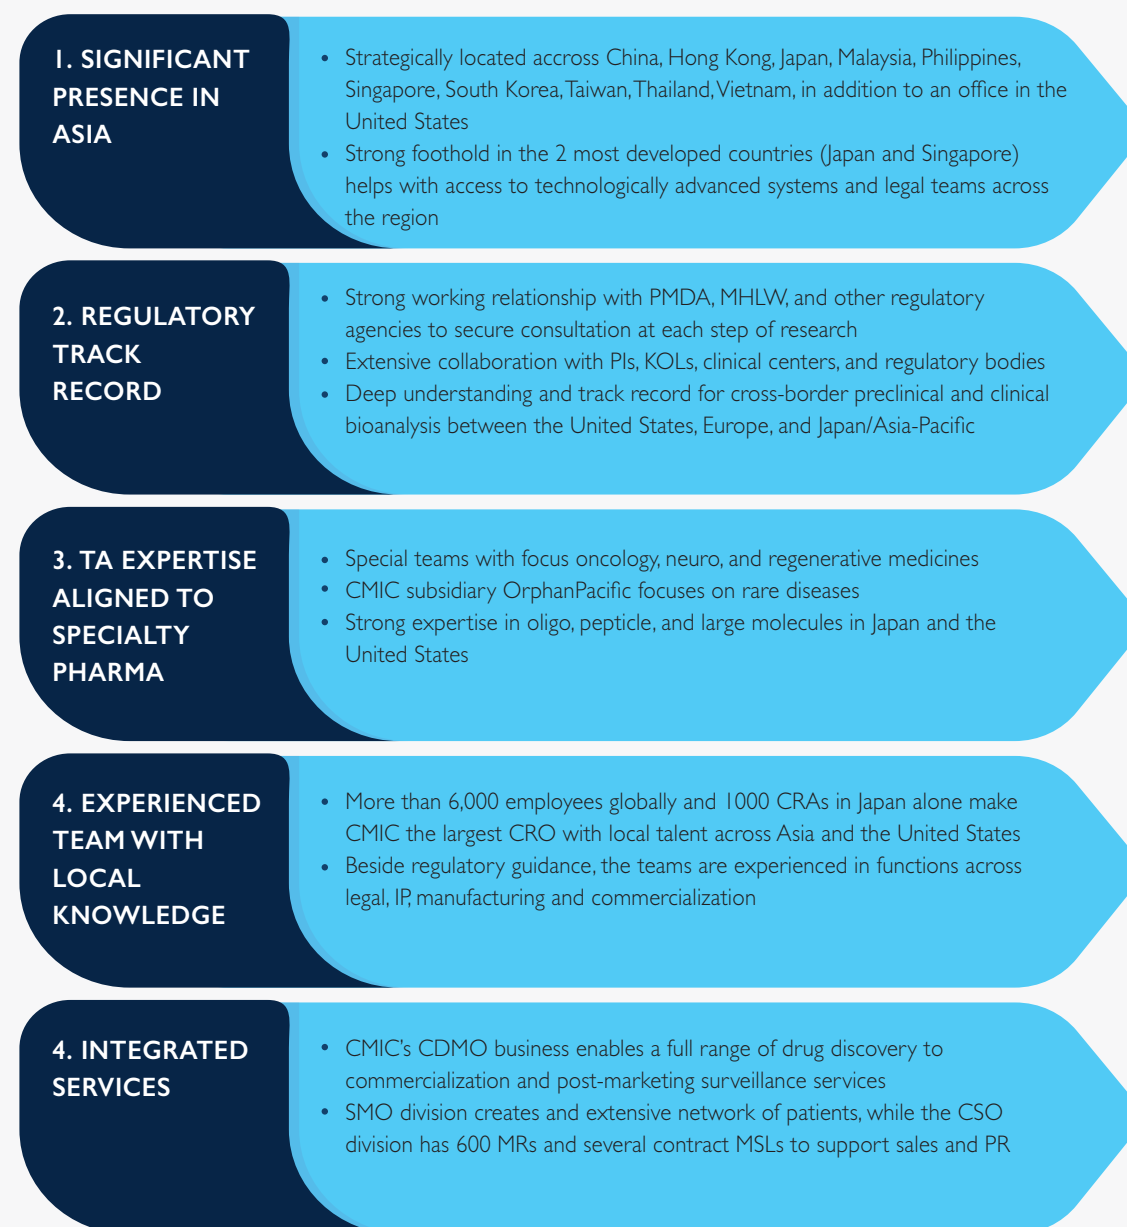 1. SIGNIFICANT
PRESENCE IN
ASIA
• Strategically located accross China, Hong Kong, Japan, Malaysia, Philippines,
Singapore, South Korea, Taiwan, Thailand, Vietnam, in addition to an office in the
United States
• Strong foothold in the 2 most developed countries (Japan and Singapore)
helps with access to technologically advanced systems and legal teams across
the region
2. REGULATORY
TRACK
RECORD
• Strong working relationship with PMDA, MHLW, and other regulatory
agencies to secure consultation at each step of research
• Extensive collaboration with PIs, KOLs, clinical centers, and regulatory bodies
• Deep understanding and track record for cross-border preclinical and clinical
bioanalysis between the United States, Europe, and Japan/Asia-Pacific
3. TA EXPERTISE
ALIGNED TO
SPECIALTY
PHARMA
• Special teams with focus oncology, neuro, and regenerative medicines
• CMIC subsidiary OrphanPacific focuses on rare diseases
• Strong expertise in oligo, pepticle, and large molecules in Japan and the
United States
4. EXPERIENCED
TEAM WITH
LOCAL
KNOWLEDGE
• More than 6,000 employees globally and 1000 CRAs in Japan alone make
CMIC the largest CRO with local talent across Asia and the United States
• Beside regulatory guidance, the teams are experienced in functions across
legal, IP, manufacturing and commercialization
4. INTEGRATED
SERVICES
• CMIC's CDMO business enables a full range of drug discovery to
commercialization and post-marketing surveillance services
• SMO division creates and extensive network of patients, while the CSO
division has 600 MRs and several contract MSLs to support sales and PR